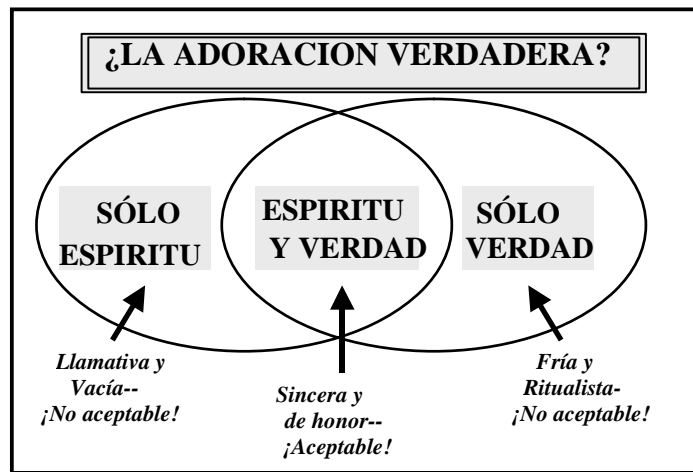 ¿LA ADORACION VERDADERA?
SÓLO
ESPIRITU
ESPIRITU
Y VERDAD
SÓLO
VERDAD
Llamativa y
Vacía--
¡No aceptable!
Sincera y
de honor--
¡Aceptable!
Fría y
Ritualista-
¡No aceptable!